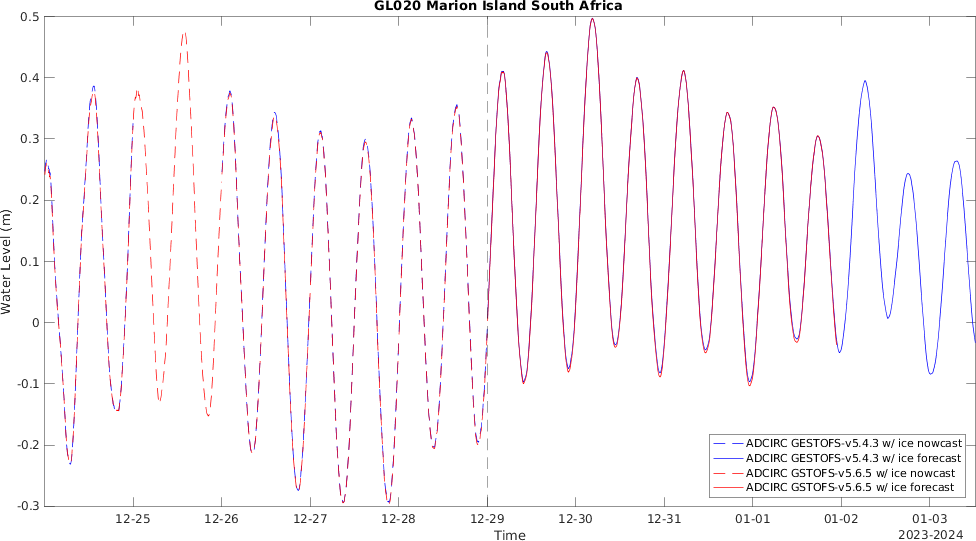 GL020 Marion Island South Africa
0.5
0.4
0.3
0.2
0.1
0
-0.1
-0.2
-0.3
Water Level (m)
ADCIRC GESTOFS-v5.4.3 w/ ice nowcast
ADCIRC GESTOFS-v5.4.3 w/ ice forecast
ADCIRC GSTOFS-v5.6.5 w/ ice nowcast
ADCIRC GSTOFS-v5.6.5 w/ ice forecast
12-25 12-26 12-27 12-28 12-29 12-30 12-31 01-01 01-02 01-03
Time
2023-2024